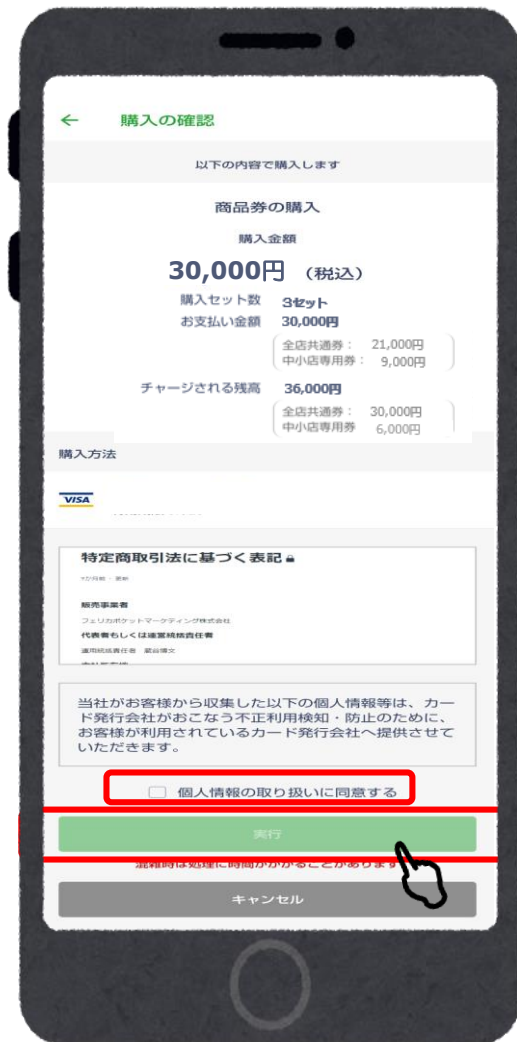 ← 購入の確認
以下の内容で購入します
商品券の購入
購入金額
30,000円 （税込）
購入セット数 3セット
お支払い金額 30,000円
全店共通券： 21,000円
中小店専用券： 9,000円
チャージされる残高 36,000円
全店共通券： 30,000円
中小店専用券 6,000円
購入方法
VISA
特定商取引法に基づく表記
販売事業者
フェリカポケットマーケティング株式会社
代表者もしくは運営統括責任者
運用統括責任者
当社がお客様から収集した以下の個人情報等は、カー
ド発行会社がおこなう不正利用検知・防止のために、
お客様が利用されているカード発行会社へ提供させて
いただきます。
個人情報の取り扱いに同意する
実行
混雑時は処理に時間がかかることがあります
キャンセル